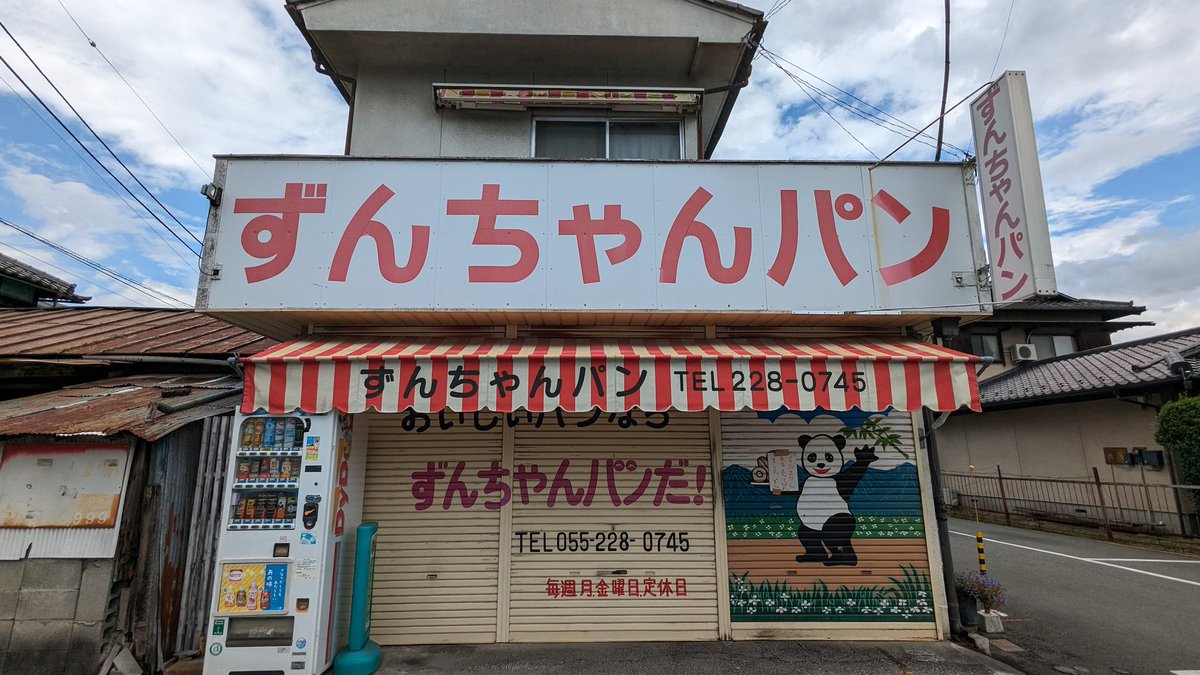 ずんちゃんパン
ずんちゃんパン
ずんちゃんパン TEL 228-0745
おいしいパンなら
ずんちゃんパンだ!
TEL 055-228-0745
毎週月.金曜日.定休日
DyDo
999